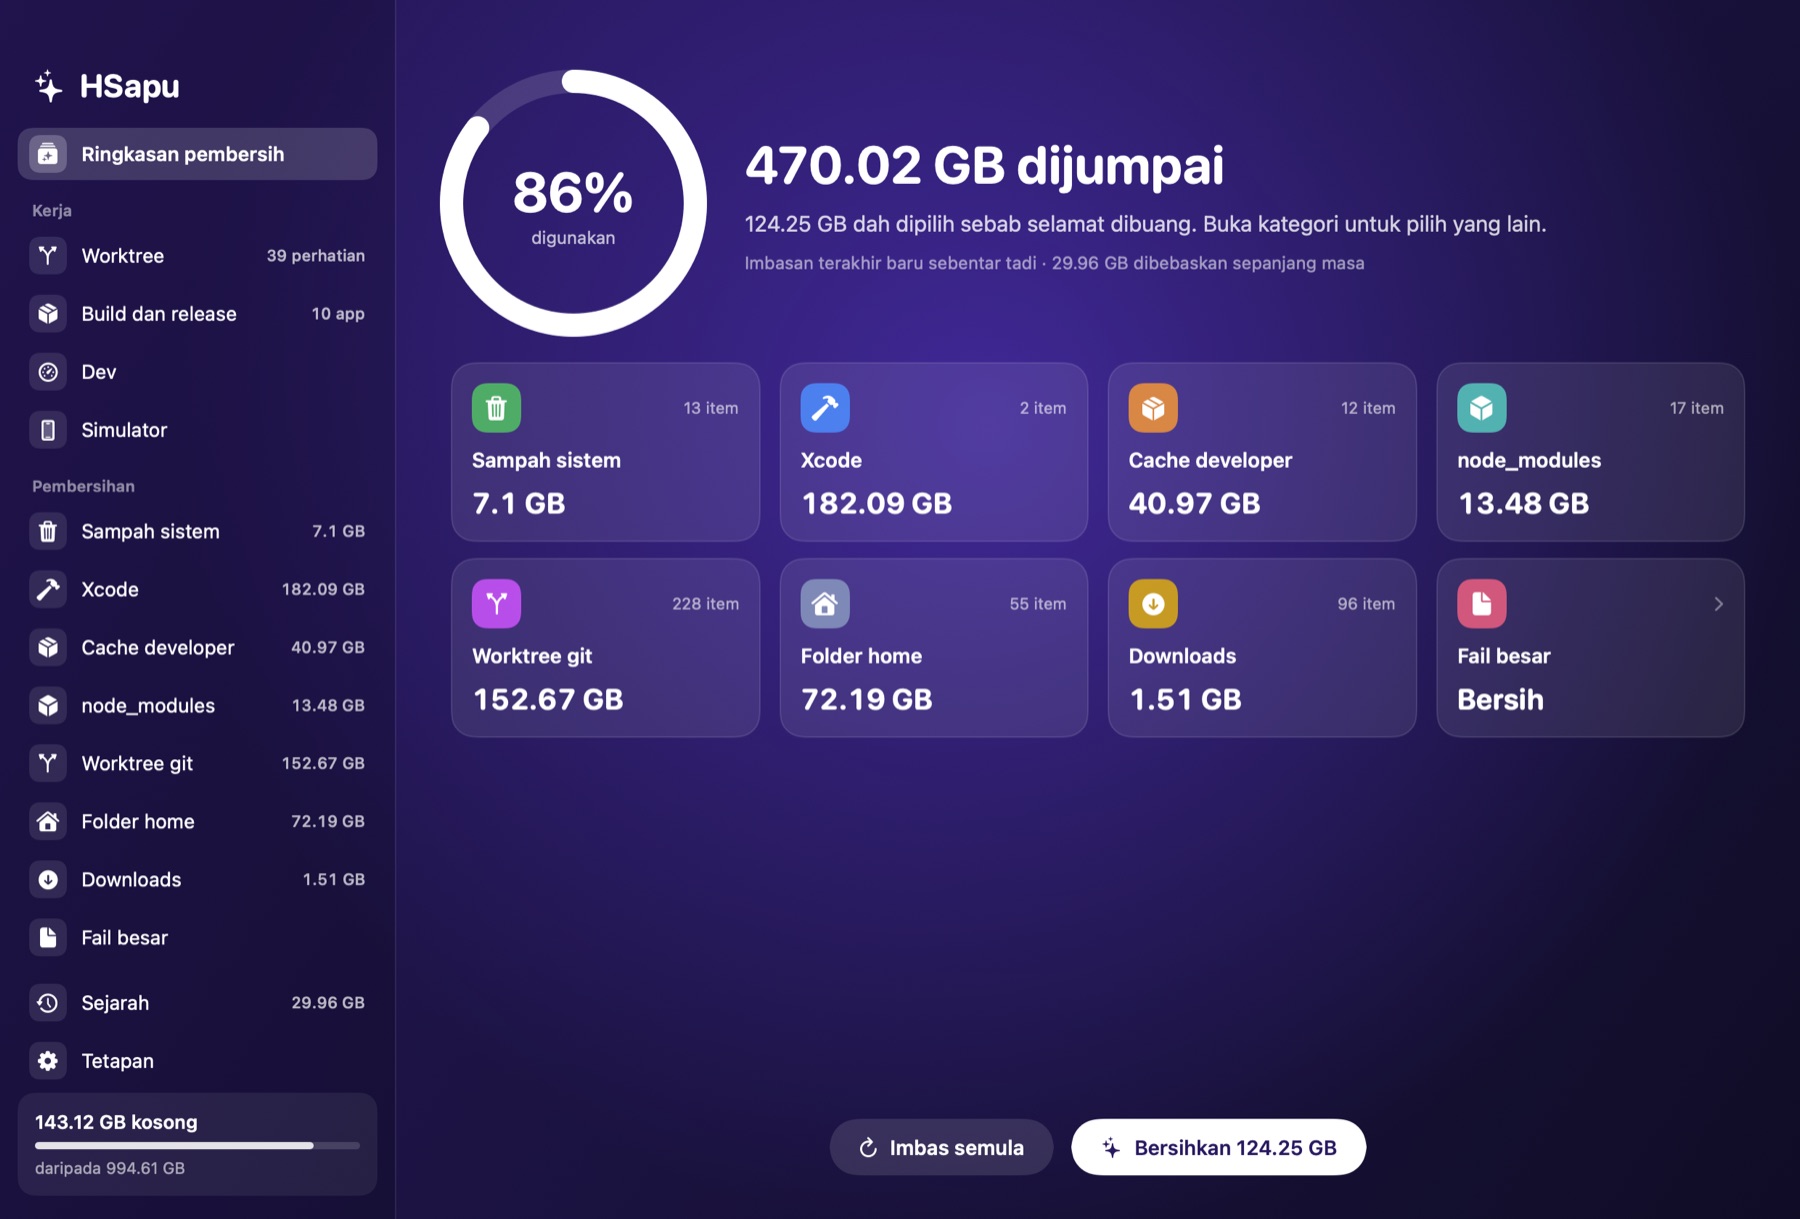 HSapu
Ringkasan pembersih
Kerja
Worktree 39 perhatian
Build dan release 10 app
Dev
Simulator
Pembersihan
Sampah sistem 7.1 GB
Xcode 182.09 GB
Cache developer 40.97 GB
node_modules 13.48 GB
Worktree git 152.67 GB
Folder home 72.19 GB
Downloads 1.51 GB
Fail besar
Sejarah 29.96 GB
Tetapan
143.12 GB kosong
daripada 994.61 GB
86%
digunakan
470.02 GB dijumpai
124.25 GB dah dipilih sebab selamat dibuang. Buka kategori untuk pilih yang lain.
Imbasan terakhir baru sebentar tadi · 29.96 GB dibebaskan sepanjang masa
13 item
Sampah sistem
7.1 GB
2 item
Xcode
182.09 GB
12 item
Cache developer
40.97 GB
17 item
node_modules
13.48 GB
228 item
Worktree git
152.67 GB
55 item
Folder home
72.19 GB
96 item
Downloads
1.51 GB
Fail besar
Bersih
Imbas semula
Bersihkan 124.25 GB